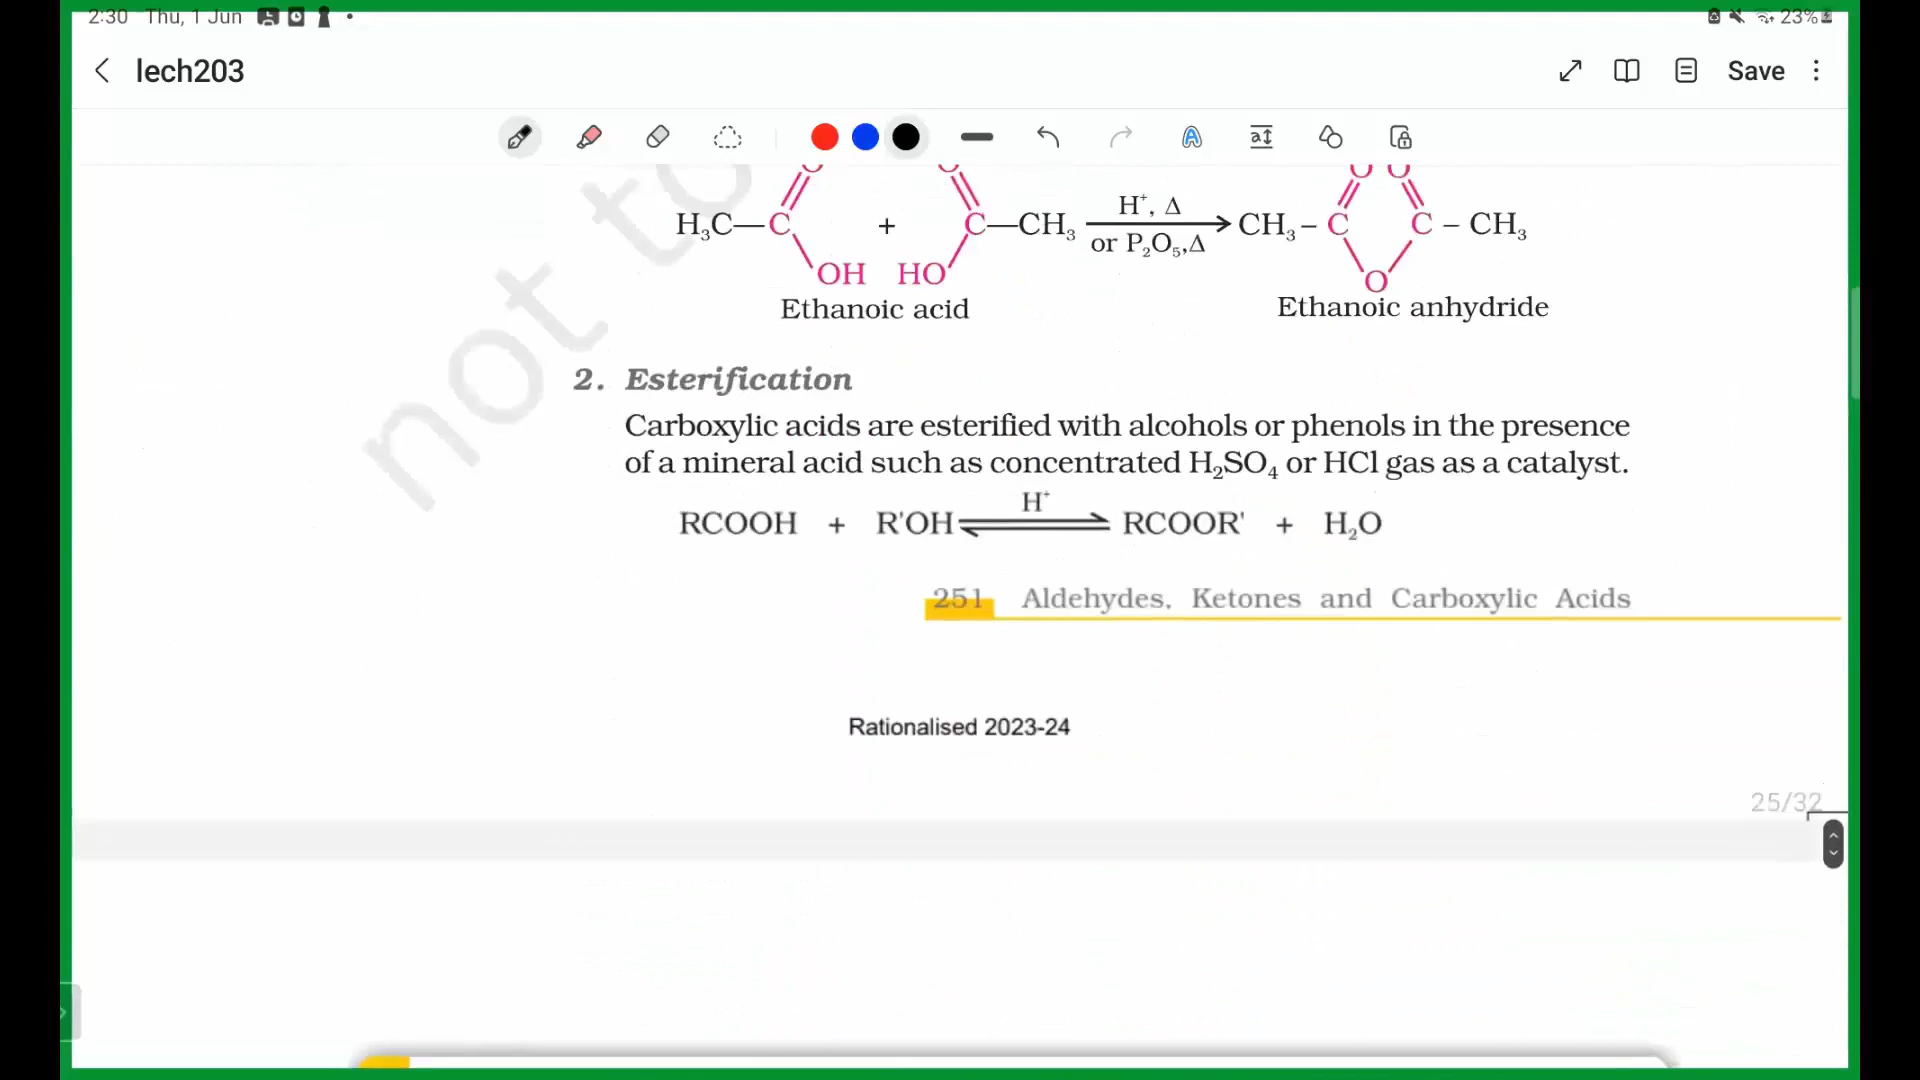 2:30 Thu, 1 Jun
23%
lech203
Save
H₃C—C + C—CH₃ H⁺, Δ CH₃ – C C – CH₃
or P₂O₅,Δ
OH HO O
Ethanoic acid Ethanoic anhydride
2. Esterification
Carboxylic acids are esterified with alcohols or phenols in the presence
of a mineral acid such as concentrated H₂SO₄ or HCl gas as a catalyst.
H⁺
RCOOH + R'OH ⇌ RCOOR' + H₂O
251 Aldehydes, Ketones and Carboxylic Acids
Rationalised 2023-24
25/32
not to